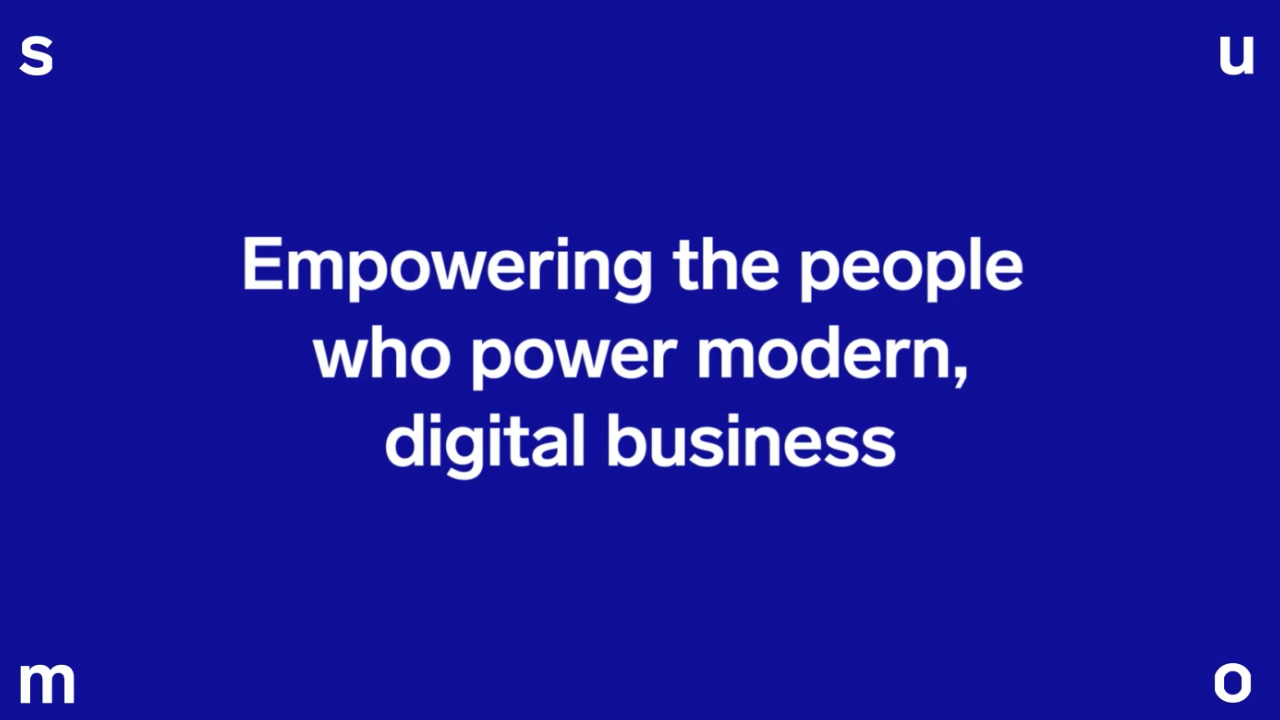 s u
Empowering the people
who power modern,
digital business
m o